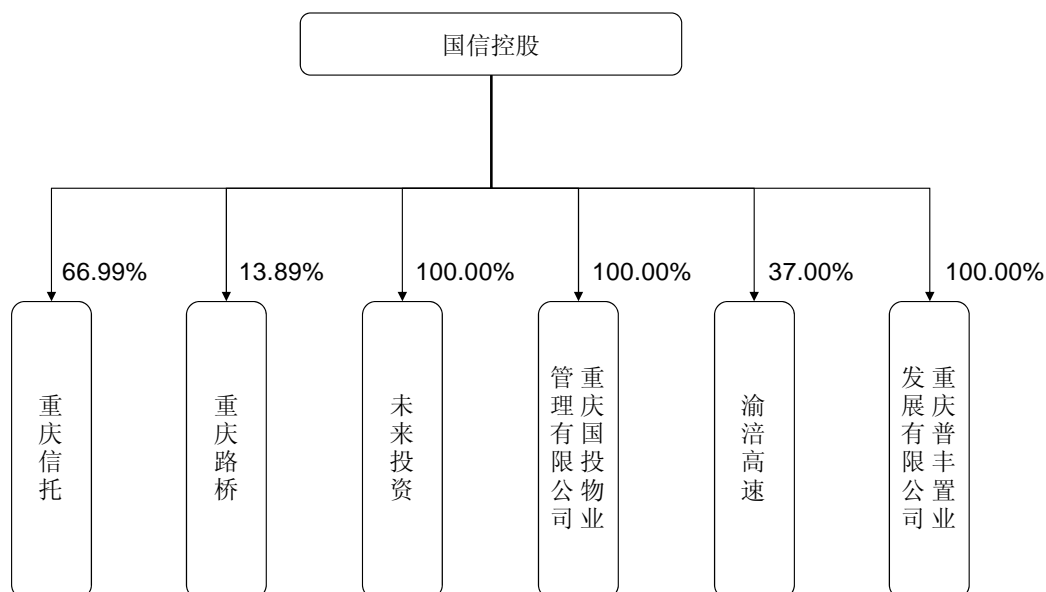 国信控股
66.99%
13.89%
100.00%
100.00%
37.00%
100.00%
重庆信托
重庆路桥
未来投资
重庆国投物业
管理有限公司
渝涪高速
重庆普丰置业
发展有限公司